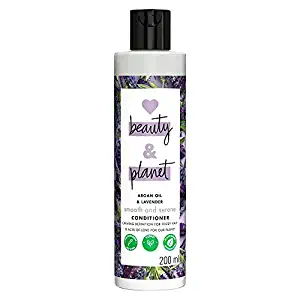 beauty
&
planet
ARGAN OIL
& LAVENDER
smooth and serene
CONDITIONER
200 ml